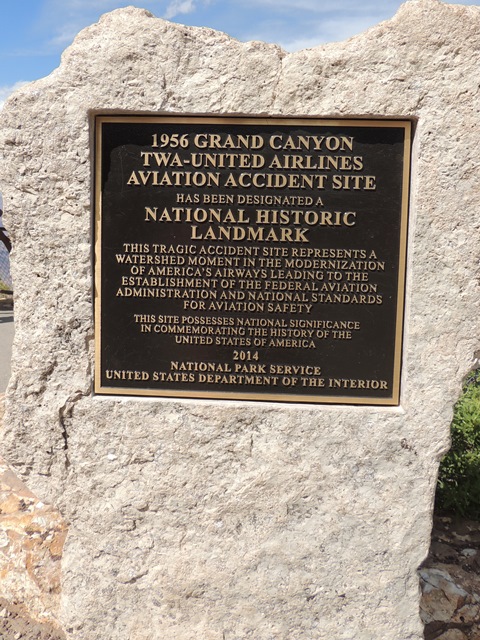 1956 GRAND CANYON
TWA-UNITED AIRLINES
AVIATION ACCIDENT SITE
HAS BEEN DESIGNATED A
NATIONAL HISTORIC
LANDMARK
THIS TRAGIC ACCIDENT SITE REPRESENTS A
WATERSHED MOMENT IN THE MODERNIZATION
OF AMERICA'S AIRWAYS LEADING TO THE
ESTABLISHMENT OF THE FEDERAL AVIATION
ADMINISTRATION AND NATIONAL STANDARDS
FOR AVIATION SAFETY
THIS SITE POSSESSES NATIONAL SIGNIFICANCE
IN COMMEMORATING THE HISTORY OF THE
UNITED STATES OF AMERICA
2014
NATIONAL PARK SERVICE
UNITED STATES DEPARTMENT OF THE INTERIOR